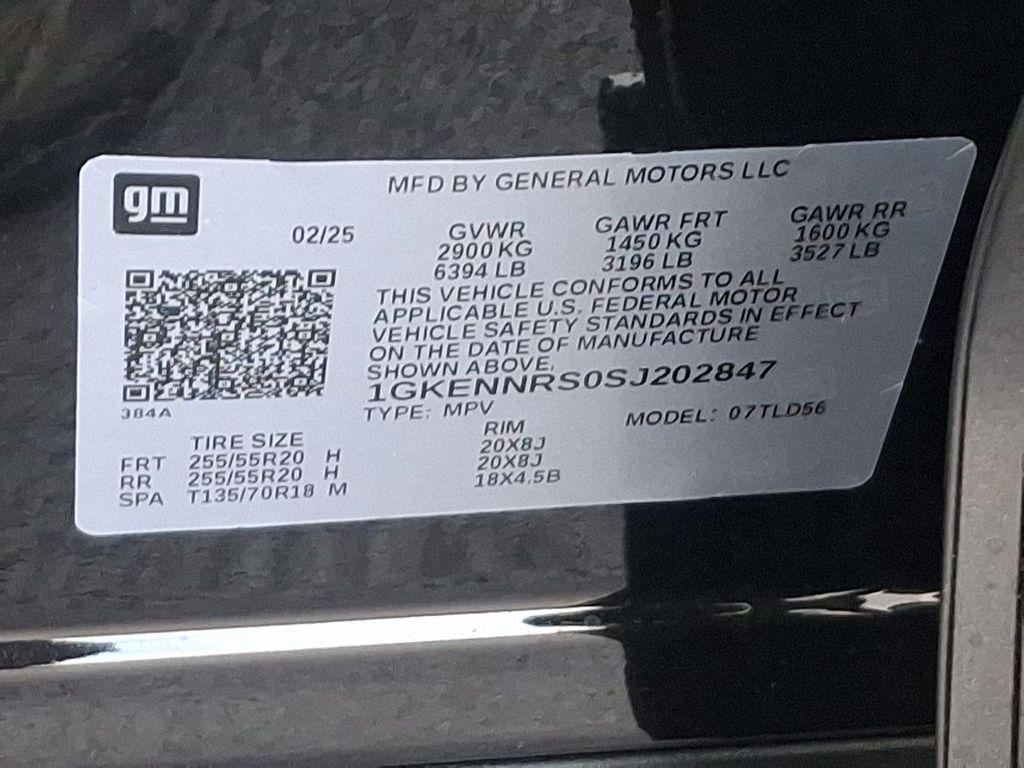 gm
MFD BY GENERAL MOTORS LLC
02/25 GVWR GAWR FRT GAWR RR
2900 KG 1450 KG 1600 KG
6394 LB 3196 LB 3527 LB
THIS VEHICLE CONFORMS TO ALL
APPLICABLE U.S. FEDERAL MOTOR
VEHICLE SAFETY STANDARDS IN EFFECT
ON THE DATE OF MANUFACTURE
SHOWN ABOVE.
1GKENNRS0SJ202847
384A
TYPE: MPV MODEL: 07TLD56
TIRE SIZE RIM
FRT 255/55R20 H 20X8J
RR 255/55R20 H 20X8J
SPA T135/70R18 M 18X4.5B